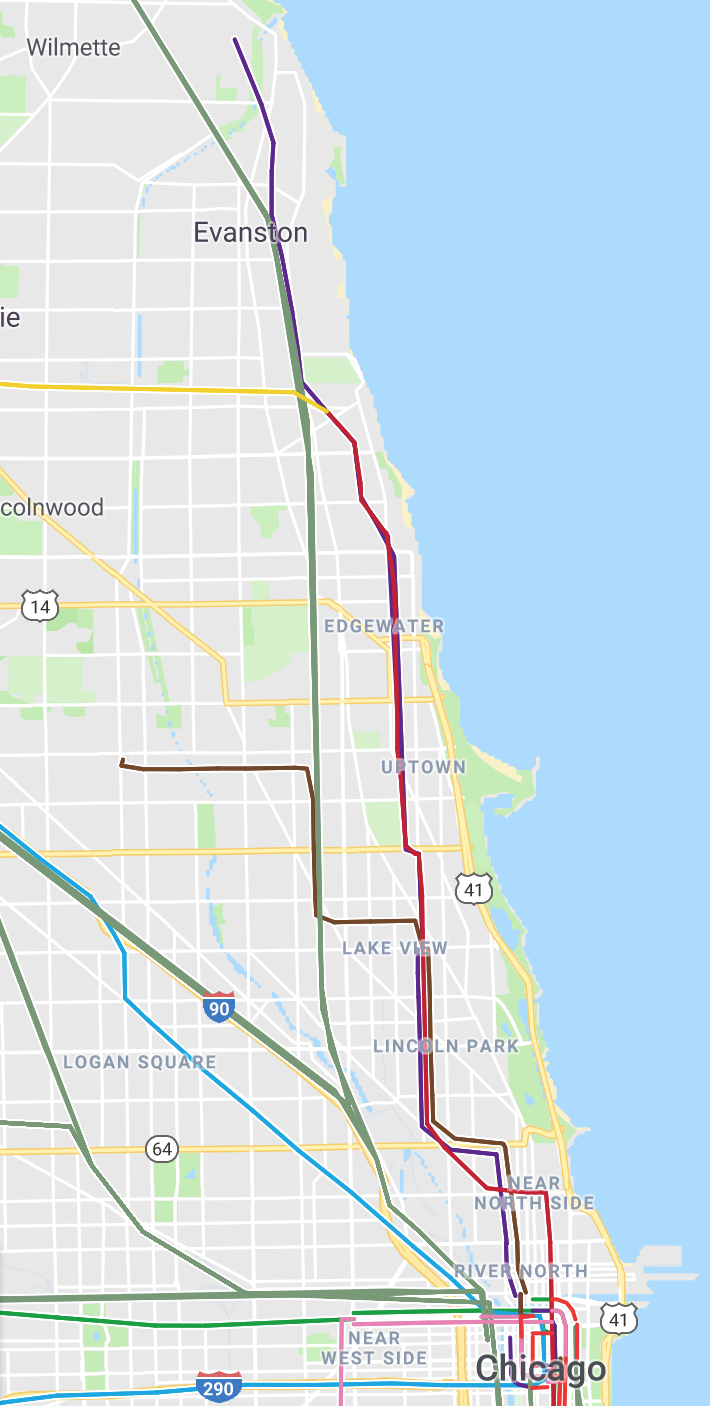 Wilmette
Evanston
ie
colnwood
14
EDGEWATER
UPTOWN
41
LAKE VIEW
90
LINCOLN PARK
LOGAN SQUARE
64
NEAR
NORTH SIDE
RIVER NORTH
41
NEAR
WEST SIDE
Chicago
290